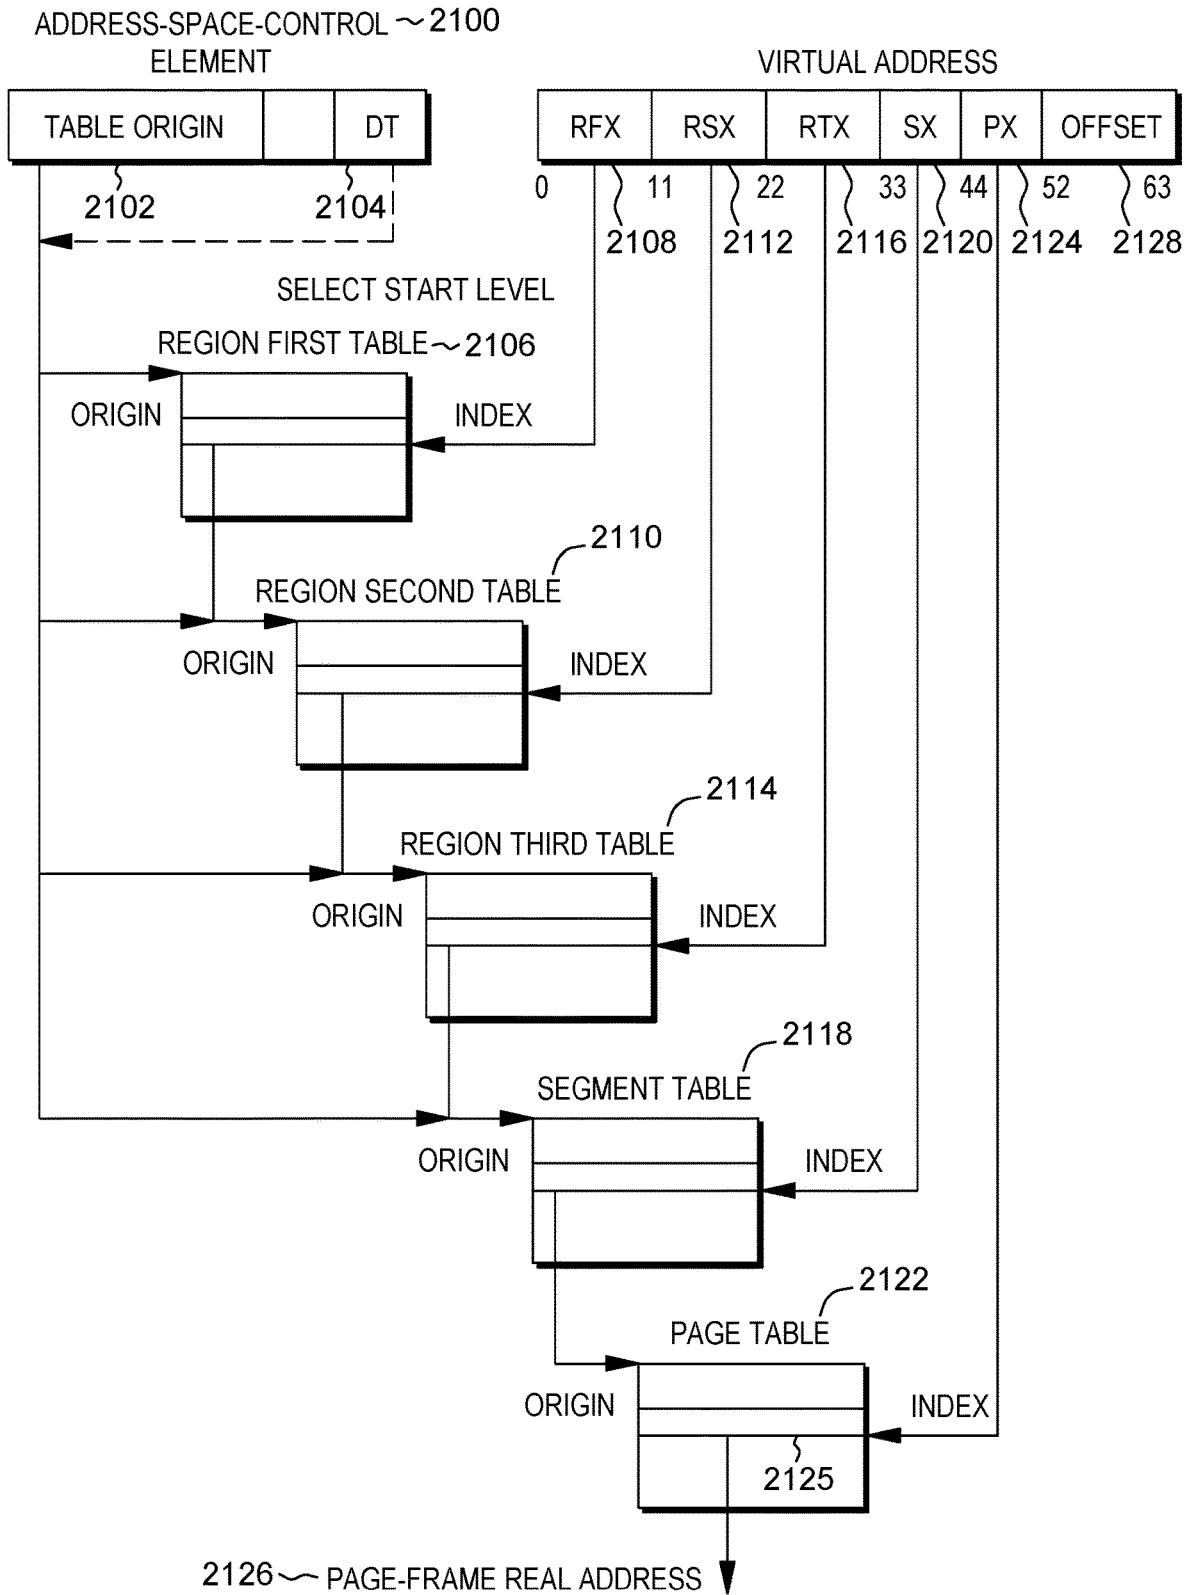 ADDRESS-SPACE-CONTROL 2100
ELEMENT
VIRTUAL ADDRESS
TABLE ORIGIN DT RFX RSX RTX SX PX OFFSET
0 11 22 33 44 52 63
2102 2104
2108 2112 2116 2120 2124 2128
SELECT START LEVEL
REGION FIRST TABLE 2106
ORIGIN INDEX
2110
REGION SECOND TABLE
ORIGIN INDEX
2114
REGION THIRD TABLE
ORIGIN INDEX
2118
SEGMENT TABLE
ORIGIN INDEX
2122
PAGE TABLE
ORIGIN INDEX
2125
2126 PAGE-FRAME REAL ADDRESS